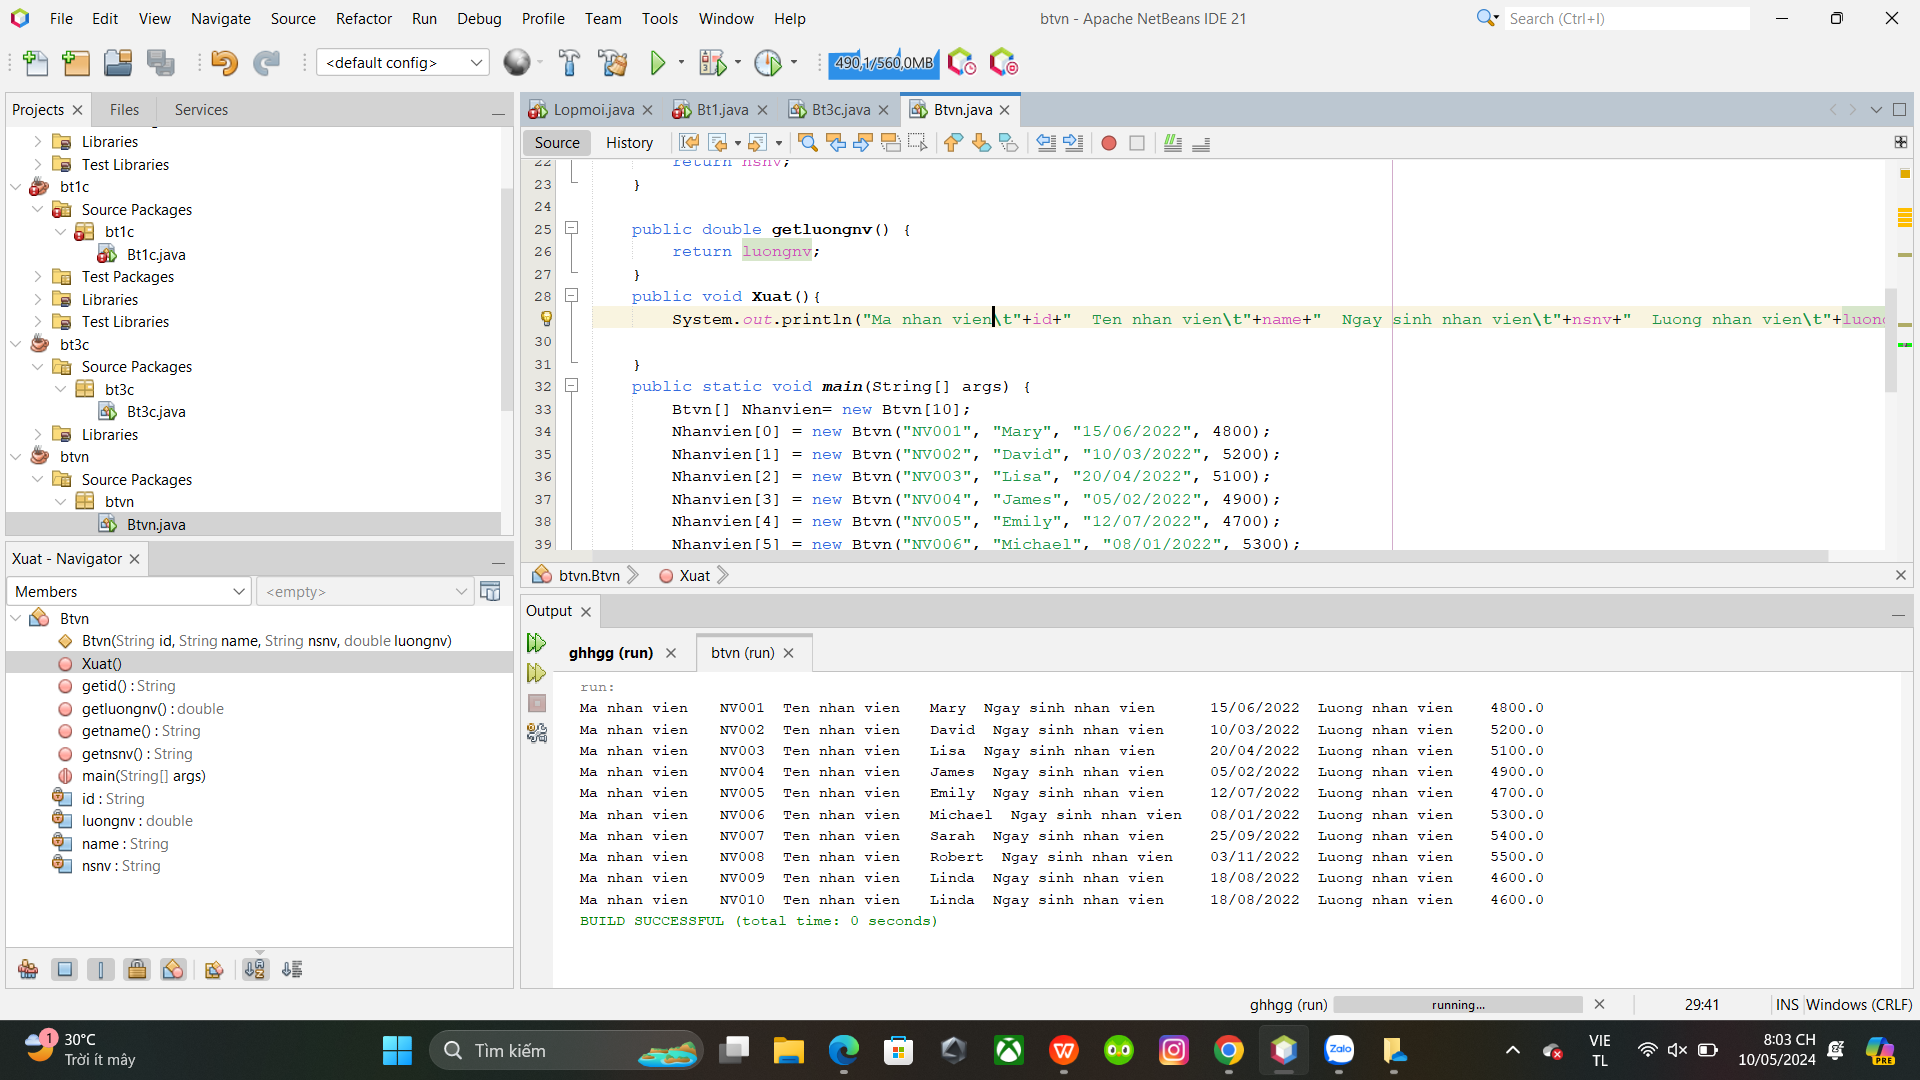 File Edit View Navigate Source Refactor Run Debug Profile Team Tools Window Help
btvn - Apache NetBeans IDE 21
Search (Ctrl+I)
<default config>
490,1/560,0MB
Projects Files Services
Libraries
Test Libraries
bt1c
Source Packages
bt1c
Bt1c.java
Test Packages
Libraries
Test Libraries
bt3c
Source Packages
bt3c
Bt3c.java
Libraries
btvn
Source Packages
btvn
Btvn.java
Xuat - Navigator
Members
<empty>
Btvn
Btvn(String id, String name, String nsnv, double luongnv)
Xuat()
getid() : String
getluongnv() : double
getname() : String
getnsnv() : String
main(String[] args)
id : String
luongnv : double
name : String
nsnv : String
Lopmoi.java Bt1.java Bt3c.java Btvn.java
Source History
22 return nsnv;
23 }
24
25 public double getluongnv() {
26 return luongnv;
27 }
28 public void Xuat(){
System.out.println("Ma nhan vien\t"+id+"  Ten nhan vien\t"+name+"  Ngay sinh nhan vien\t"+nsnv+"  Luong nhan vien\t"+luong
30
31 }
32 public static void main(String[] args) {
33 Btvn[] Nhanvien= new Btvn[10];
34 Nhanvien[0] = new Btvn("NV001", "Mary", "15/06/2022", 4800);
35 Nhanvien[1] = new Btvn("NV002", "David", "10/03/2022", 5200);
36 Nhanvien[2] = new Btvn("NV003", "Lisa", "20/04/2022", 5100);
37 Nhanvien[3] = new Btvn("NV004", "James", "05/02/2022", 4900);
38 Nhanvien[4] = new Btvn("NV005", "Emily", "12/07/2022", 4700);
39 Nhanvien[5] = new Btvn("NV006", "Michael", "08/01/2022", 5300);
btvn.Btvn Xuat
Output
ghhgg (run) btvn (run)
run:
Ma nhan vien NV001 Ten nhan vien Mary Ngay sinh nhan vien 15/06/2022 Luong nhan vien 4800.0
Ma nhan vien NV002 Ten nhan vien David Ngay sinh nhan vien 10/03/2022 Luong nhan vien 5200.0
Ma nhan vien NV003 Ten nhan vien Lisa Ngay sinh nhan vien 20/04/2022 Luong nhan vien 5100.0
Ma nhan vien NV004 Ten nhan vien James Ngay sinh nhan vien 05/02/2022 Luong nhan vien 4900.0
Ma nhan vien NV005 Ten nhan vien Emily Ngay sinh nhan vien 12/07/2022 Luong nhan vien 4700.0
Ma nhan vien NV006 Ten nhan vien Michael Ngay sinh nhan vien 08/01/2022 Luong nhan vien 5300.0
Ma nhan vien NV007 Ten nhan vien Sarah Ngay sinh nhan vien 25/09/2022 Luong nhan vien 5400.0
Ma nhan vien NV008 Ten nhan vien Robert Ngay sinh nhan vien 03/11/2022 Luong nhan vien 5500.0
Ma nhan vien NV009 Ten nhan vien Linda Ngay sinh nhan vien 18/08/2022 Luong nhan vien 4600.0
Ma nhan vien NV010 Ten nhan vien Linda Ngay sinh nhan vien 18/08/2022 Luong nhan vien 4600.0
BUILD SUCCESSFUL (total time: 0 seconds)
ghhgg (run) running... 29:41 INS Windows (CRLF)
1
30°C
Trời ít mây
Tìm kiếm
Zalo
VIE
TL
8:03 CH
10/05/2024
PRE